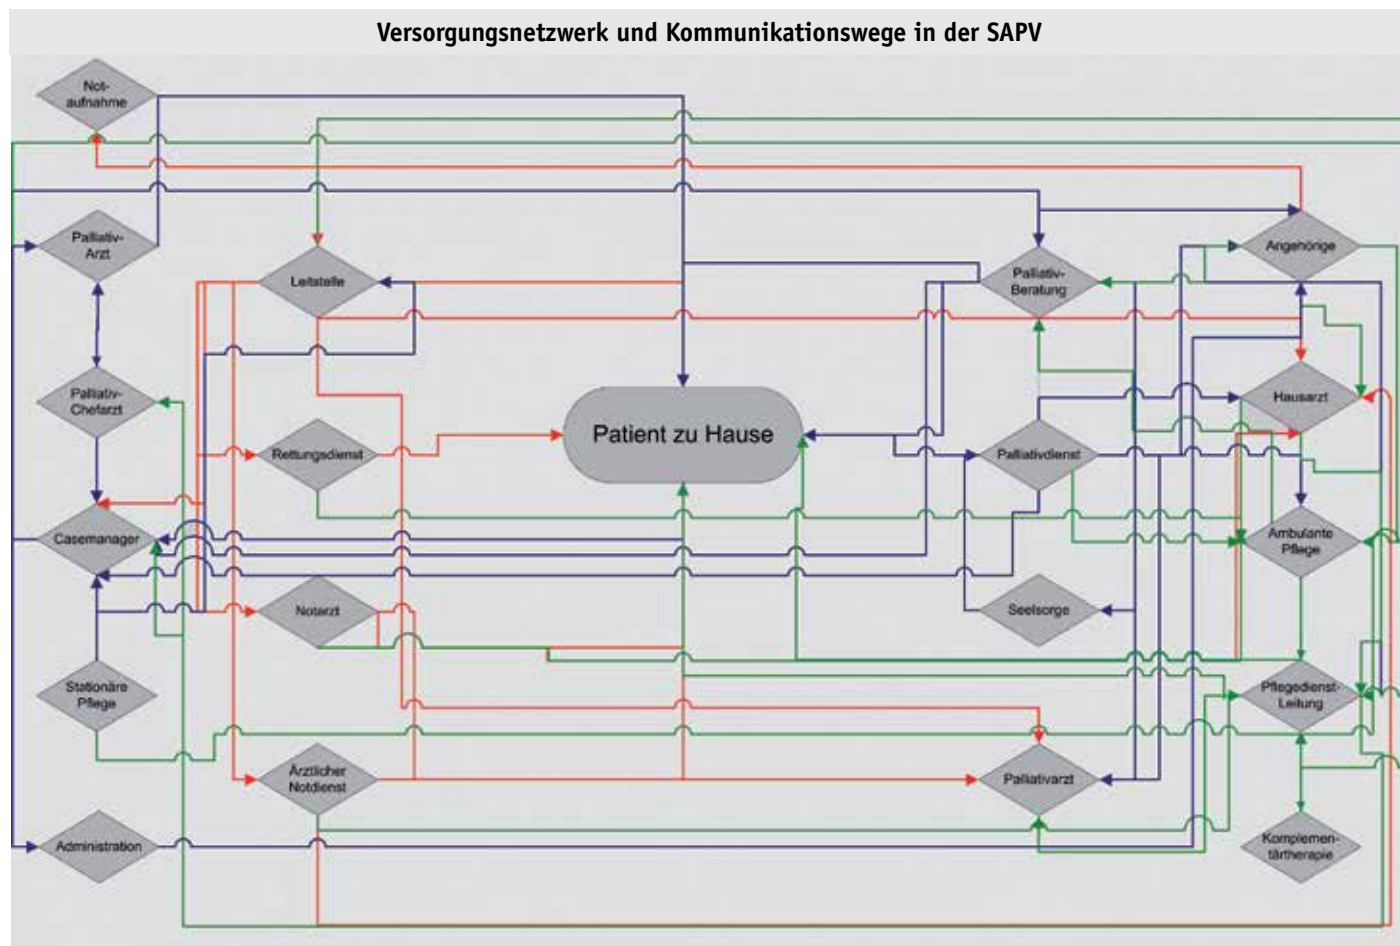 Versorgungsnetzwerk und Kommunikationswege in der SAPV
Not-
aufnahme
Palliativ-
Arzt
Leitstelle
Palliativ-
Beratung
Angehörige
Palliativ-
Chefarzt
Hausarzt
Patient zu Hause
Rettungsdienst
Palliativdienst
Casemanager
Ambulante
Pflege
Notarzt
Seelsorge
Stationäre
Pflege
Pflegedienst-
Leitung
Ärztlicher
Notdienst
Palliativarzt
Administration
Komplemen-
tärtherapie